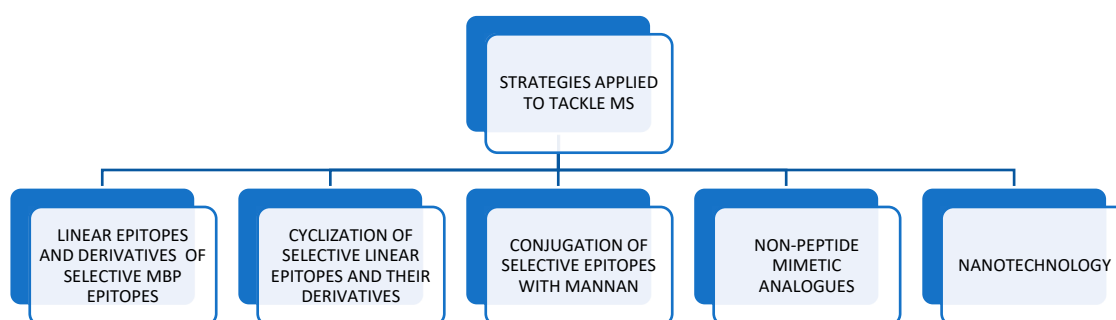 STRATEGIES APPLIED
TO TACKLE MS
LINEAR EPITOPES
AND DERIVATIVES OF
SELECTIVE MBP
EPITOPES
CYCLIZATION OF
SELECTIVE LINEAR
EPITOPES AND THEIR
DERIVATIVES
CONJUGATION OF
SELECTIVE EPITOPES
WITH MANNAN
NON-PEPTIDE
MIMETIC
ANALOGUES
NANOTECHNOLOGY